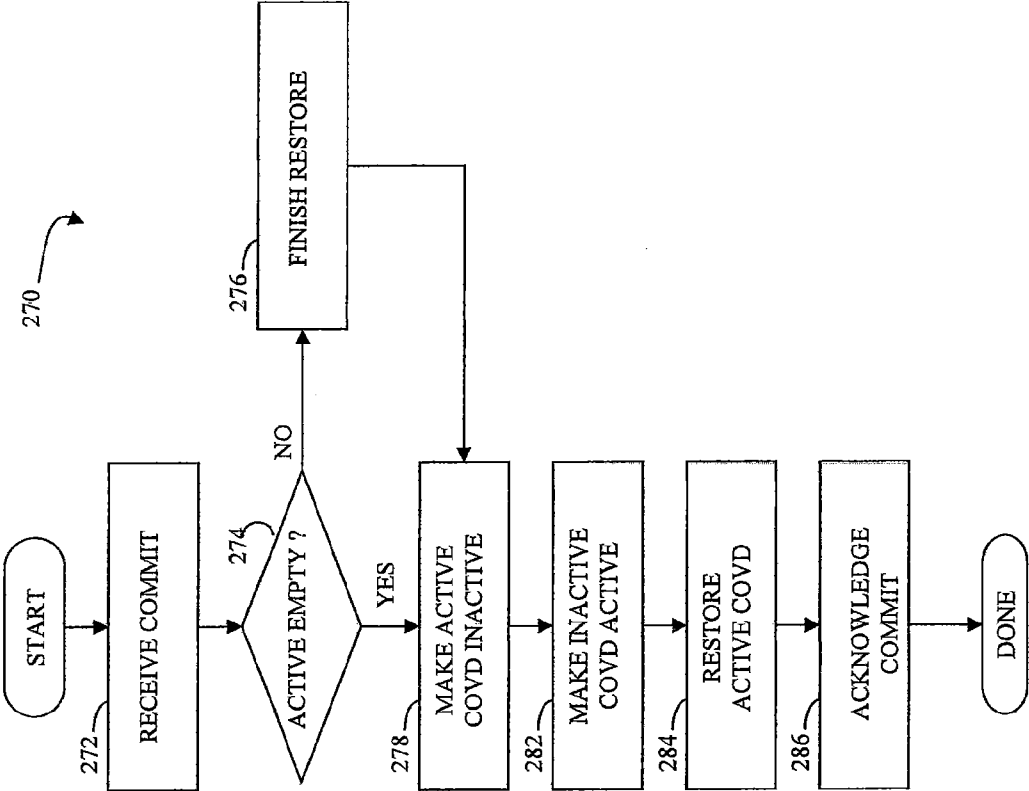 270
START
272
RECEIVE COMMIT
274
ACTIVE EMPTY ?
NO
276
FINISH RESTORE
YES
278
MAKE ACTIVE
COVD INACTIVE
282
MAKE INACTIVE
COVD ACTIVE
284
RESTORE
ACTIVE COVD
286
ACKNOWLEDGE
COMMIT
DONE